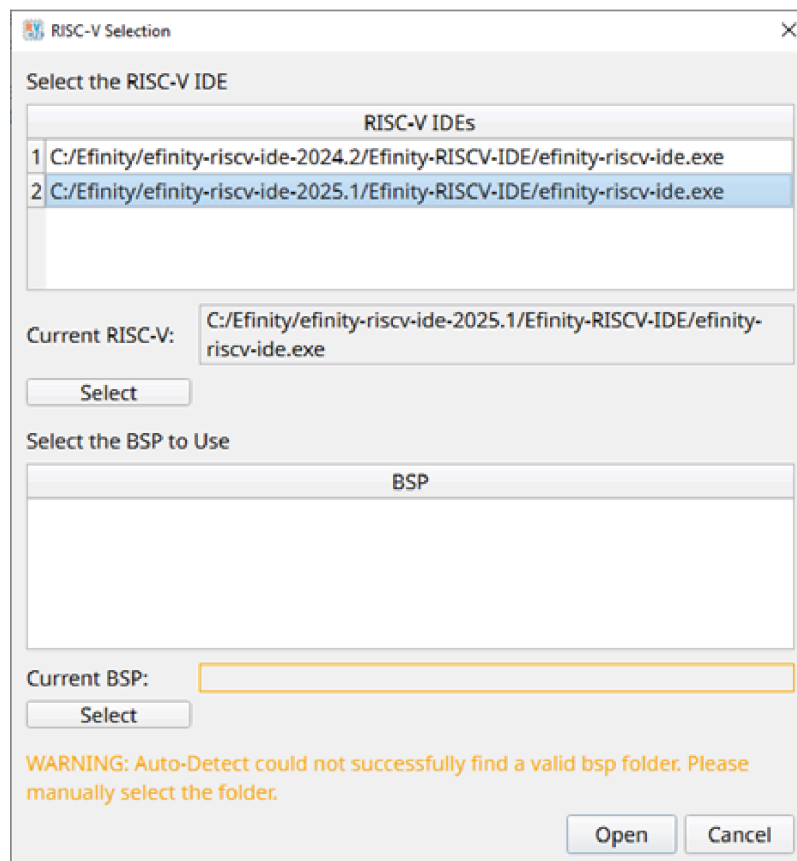 RISC-V Selection
Select the RISC-V IDE
RISC-V IDEs
1 C:/Efinity/efinity-riscv-ide-2024.2/Efinity-RISCV-IDE/efinity-riscv-ide.exe
2 C:/Efinity/efinity-riscv-ide-2025.1/Efinity-RISCV-IDE/efinity-riscv-ide.exe
Current RISC-V:
C:/Efinity/efinity-riscv-ide-2025.1/Efinity-RISCV-IDE/efinity-
riscv-ide.exe
Select
Select the BSP to Use
BSP
Current BSP:
Select
WARNING: Auto-Detect could not successfully find a valid bsp folder. Please
manually select the folder.
Open Cancel